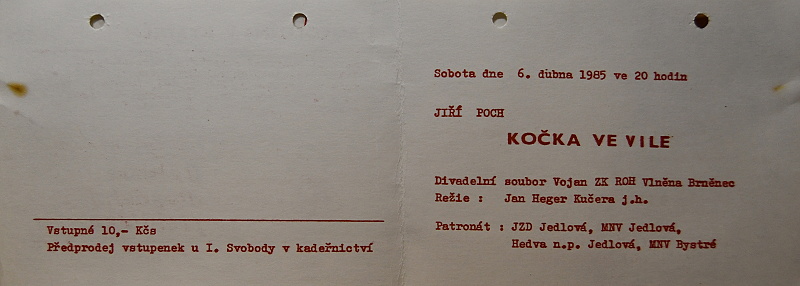 Vstupné 10,- Kčs
Předprodej vstupenek u I. Svobody v kadeřnictví
Sobota dne 6. dubna 1985 ve 20 hodin
JIŘÍ POCH
KOČKA VE VILE
Divadelní soubor Vojan ZK ROH Vlněna Brněnec
Režie : Jan Heger Kučera j.h.
Patronát : JZD Jedlová, MNV Jedlová,
Hedva n.p. Jedlová, MNV Bystré